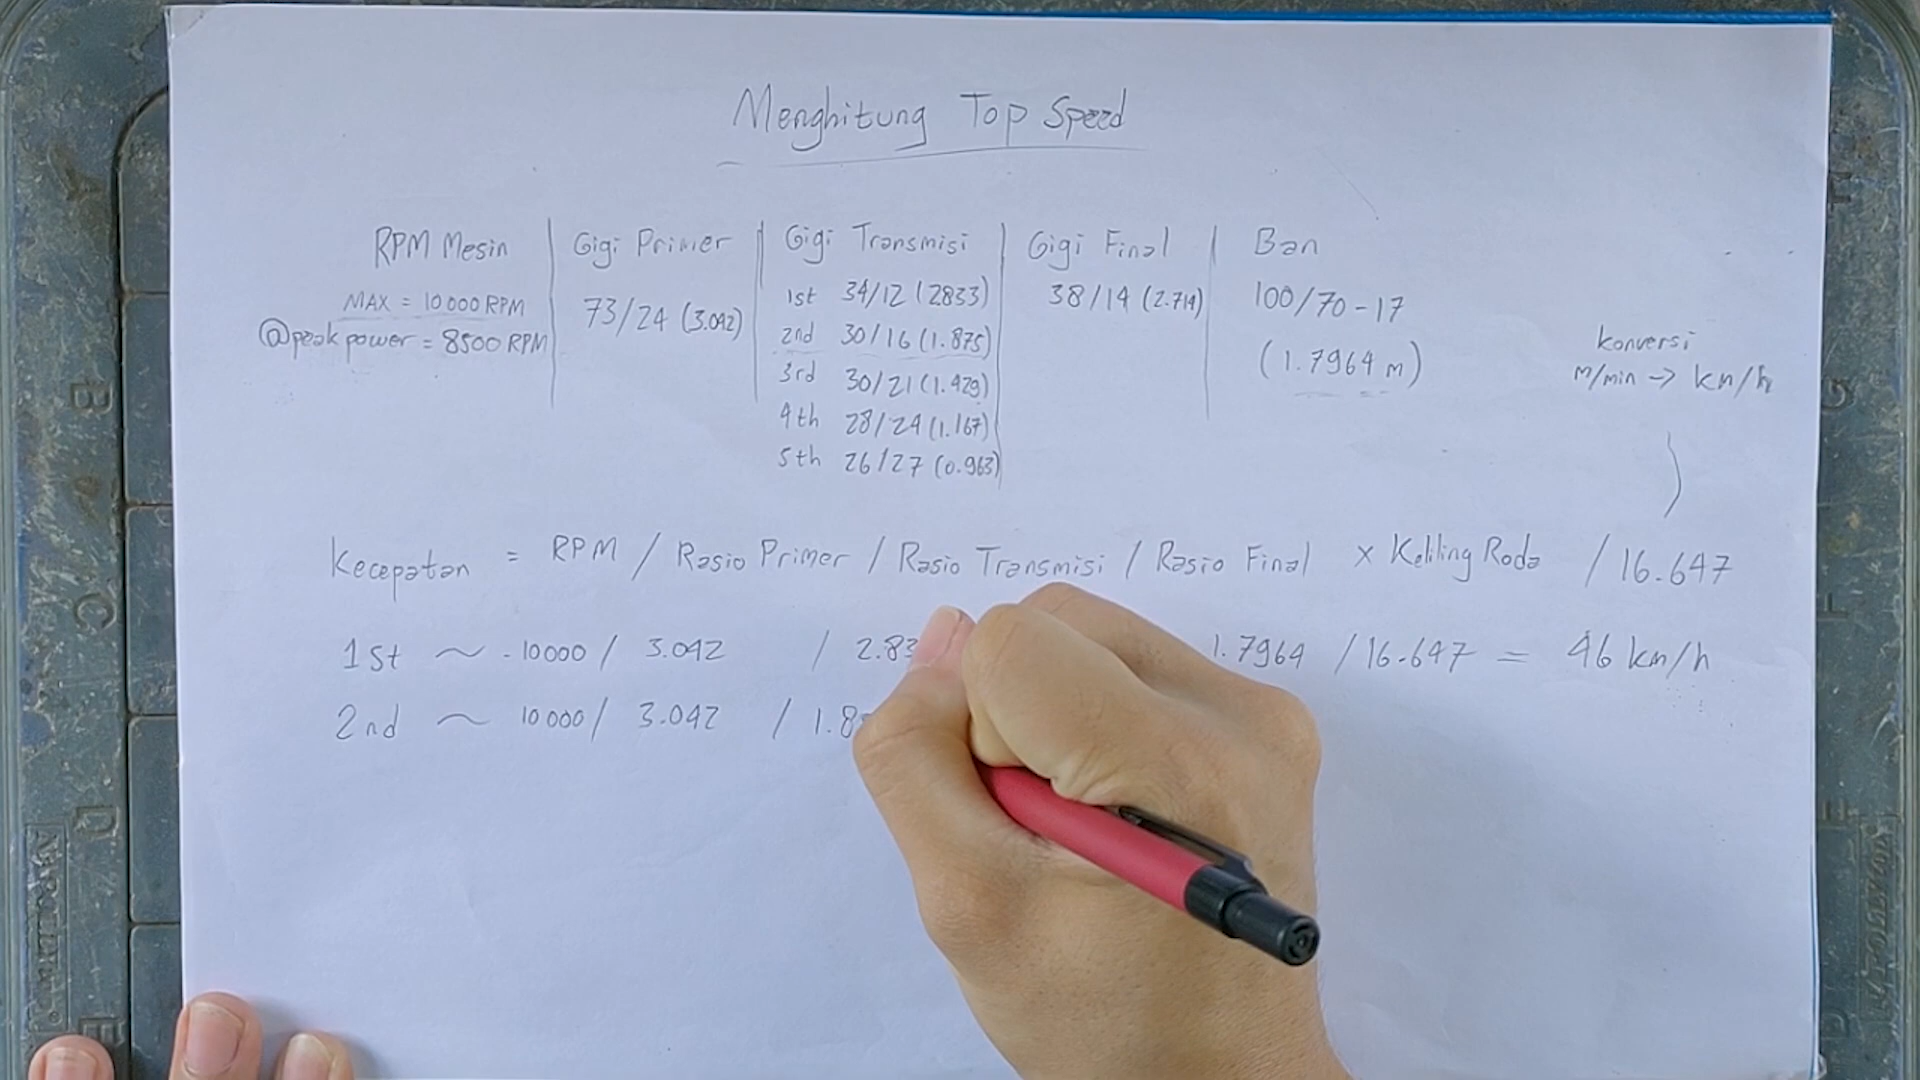 Menghitung Top Speed
RPM Mesin
MAX = 10000 RPM
@peak power = 8500 RPM
Gigi Primer
73/24 (3.042)
Gigi Transmisi
1st 34/12 (2833)
2nd 30/16 (1.875)
3rd 30/21 (1.429)
4th 28/24 (1.167)
5th 26/27 (0.963)
Gigi Final
38/14 (2.714)
Ban
100/70-17
(1.7964 m)
konversi
m/min -> km/h
Kecepatan = RPM / Rasio Primer / Rasio Transmisi / Rasio Final x Keliling Roda / 16.647
1st ~ 10000 / 3.042 / 2.83 1.7964 / 16.647 = 46 km/h
2nd ~ 10000 / 3.042 / 1.8
A
B
C
D
E